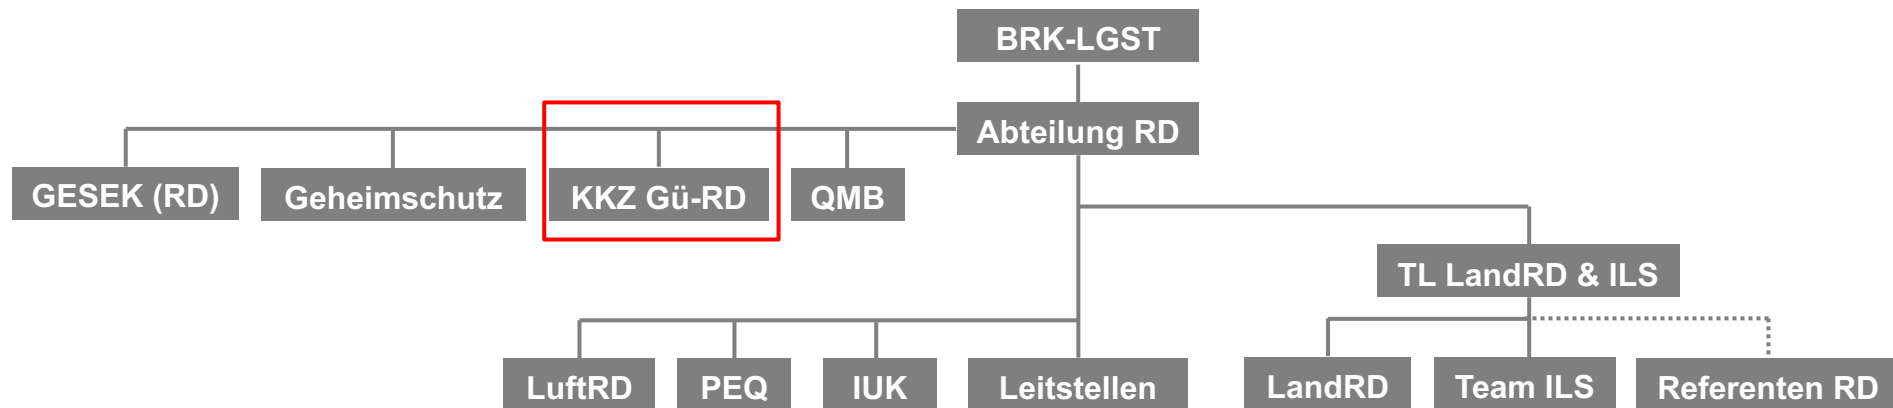 BRK-LGST
Abteilung RD
GESEK (RD)
Geheimschutz
KKZ Gü-RD
QMB
TL LandRD & ILS
LuftRD
PEQ
IUK
Leitstellen
LandRD
Team ILS
Referenten RD